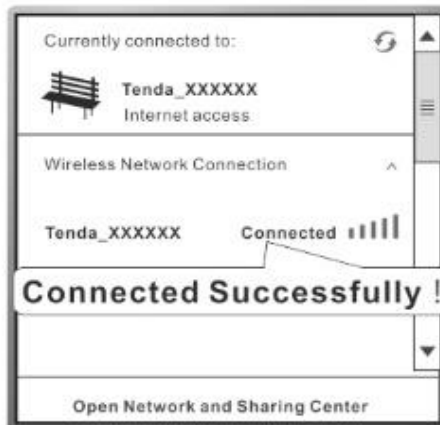 Currently connected to:
Tenda_XXXXXX
Internet access
Wireless Network Connection
Tenda_XXXXXX Connected
Connected Successfully !
Open Network and Sharing Center